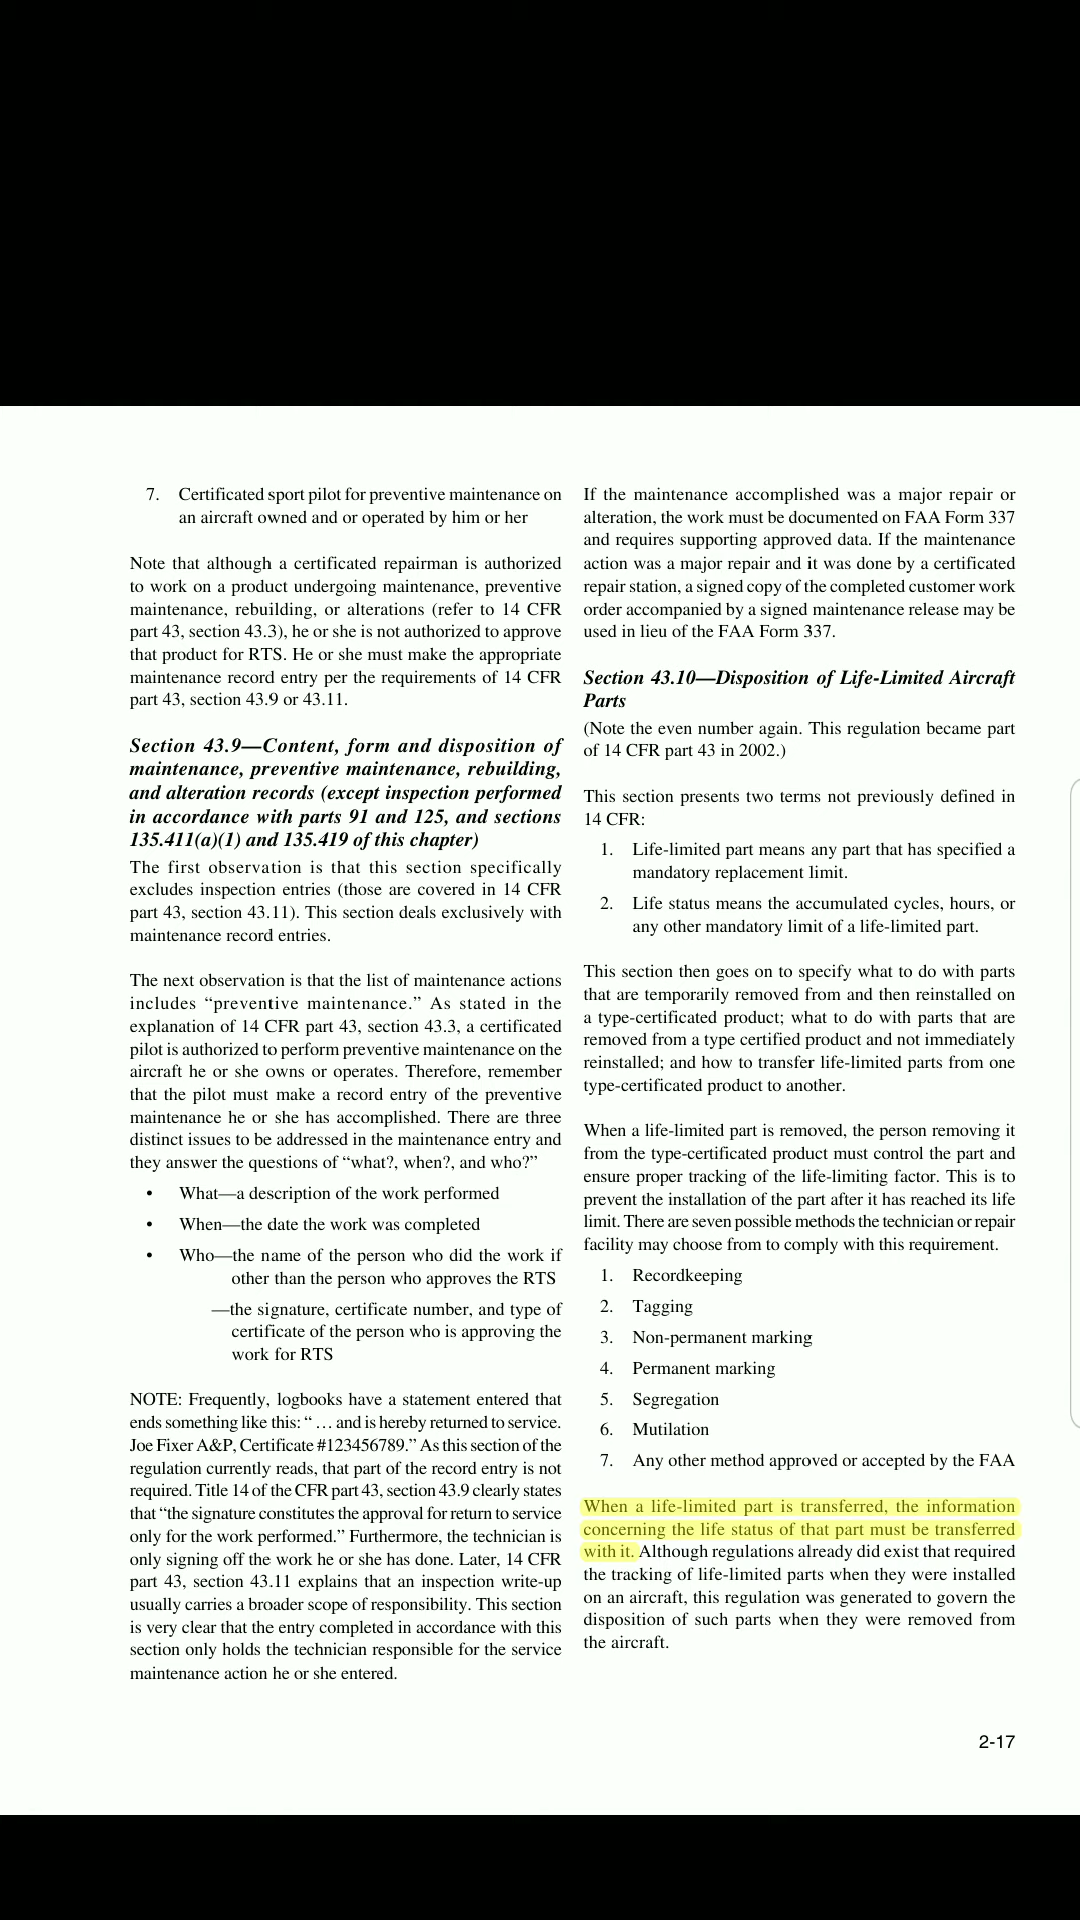 7. Certificated sport pilot for preventive maintenance on
an aircraft owned and or operated by him or her
Note that although a certificated repairman is authorized
to work on a product undergoing maintenance, preventive
maintenance, rebuilding, or alterations (refer to 14 CFR
part 43, section 43.3), he or she is not authorized to approve
that product for RTS. He or she must make the appropriate
maintenance record entry per the requirements of 14 CFR
part 43, section 43.9 or 43.11.
Section 43.9—Content, form and disposition of
maintenance, preventive maintenance, rebuilding,
and alteration records (except inspection performed
in accordance with parts 91 and 125, and sections
135.411(a)(1) and 135.419 of this chapter)
The first observation is that this section specifically
excludes inspection entries (those are covered in 14 CFR
part 43, section 43.11). This section deals exclusively with
maintenance record entries.
The next observation is that the list of maintenance actions
includes “preventive maintenance.” As stated in the
explanation of 14 CFR part 43, section 43.3, a certificated
pilot is authorized to perform preventive maintenance on the
aircraft he or she owns or operates. Therefore, remember
that the pilot must make a record entry of the preventive
maintenance he or she has accomplished. There are three
distinct issues to be addressed in the maintenance entry and
they answer the questions of “what?, when?, and who?”
• What—a description of the work performed
• When—the date the work was completed
• Who—the name of the person who did the work if
other than the person who approves the RTS
—the signature, certificate number, and type of
certificate of the person who is approving the
work for RTS
NOTE: Frequently, logbooks have a statement entered that
ends something like this: “ … and is hereby returned to service.
Joe Fixer A&P, Certificate #123456789.” As this section of the
regulation currently reads, that part of the record entry is not
required. Title 14 of the CFR part 43, section 43.9 clearly states
that “the signature constitutes the approval for return to service
only for the work performed.” Furthermore, the technician is
only signing off the work he or she has done. Later, 14 CFR
part 43, section 43.11 explains that an inspection write-up
usually carries a broader scope of responsibility. This section
is very clear that the entry completed in accordance with this
section only holds the technician responsible for the service
maintenance action he or she entered.
If the maintenance accomplished was a major repair or
alteration, the work must be documented on FAA Form 337
and requires supporting approved data. If the maintenance
action was a major repair and it was done by a certificated
repair station, a signed copy of the completed customer work
order accompanied by a signed maintenance release may be
used in lieu of the FAA Form 337.
Section 43.10—Disposition of Life-Limited Aircraft
Parts
(Note the even number again. This regulation became part
of 14 CFR part 43 in 2002.)
This section presents two terms not previously defined in
14 CFR:
1. Life-limited part means any part that has specified a
mandatory replacement limit.
2. Life status means the accumulated cycles, hours, or
any other mandatory limit of a life-limited part.
This section then goes on to specify what to do with parts
that are temporarily removed from and then reinstalled on
a type-certificated product; what to do with parts that are
removed from a type certified product and not immediately
reinstalled; and how to transfer life-limited parts from one
type-certificated product to another.
When a life-limited part is removed, the person removing it
from the type-certificated product must control the part and
ensure proper tracking of the life-limiting factor. This is to
prevent the installation of the part after it has reached its life
limit. There are seven possible methods the technician or repair
facility may choose from to comply with this requirement.
1. Recordkeeping
2. Tagging
3. Non-permanent marking
4. Permanent marking
5. Segregation
6. Mutilation
7. Any other method approved or accepted by the FAA
When a life-limited part is transferred, the information
concerning the life status of that part must be transferred
with it. Although regulations already did exist that required
the tracking of life-limited parts when they were installed
on an aircraft, this regulation was generated to govern the
disposition of such parts when they were removed from
the aircraft.
2-17